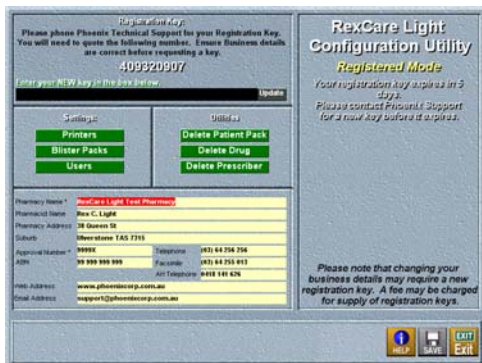 Registration Key:
Please phone Phoenix Technical Support for your Registration Key.
You will need to quote the following number. Ensure Business details
are correct before requesting a key.
409320907
Enter your NEW key in the box below.
Update
Settings:
Printers
Blister Packs
Users
Utilities
Delete Patient Pack
Delete Drug
Delete Prescriber
Pharmacy Name * RexCare Light Test Pharmacy
Pharmacist Name Rex C. Light
Pharmacy Address 38 Queen St
Suburb Ulverstone TAS 7315
Approval Number * 9999X Telephone (03) 64 256 256
ABN 99 999 999 999 Facsimile (03) 64 255 013
AH Telephone 0418 141 626
Web Address www.phoenixcorp.com.au
Email Address support@phoenixcorp.com.au
RexCare Light
Configuration Utility
Registered Mode
Your registration key expires in 5
days.
Please contact Phoenix Support
for a new key before it expires.
Please note that changing your
business details may require a new
registration key. A fee may be charged
for supply of registration keys.
HELP
SAVE
EXIT
Exit